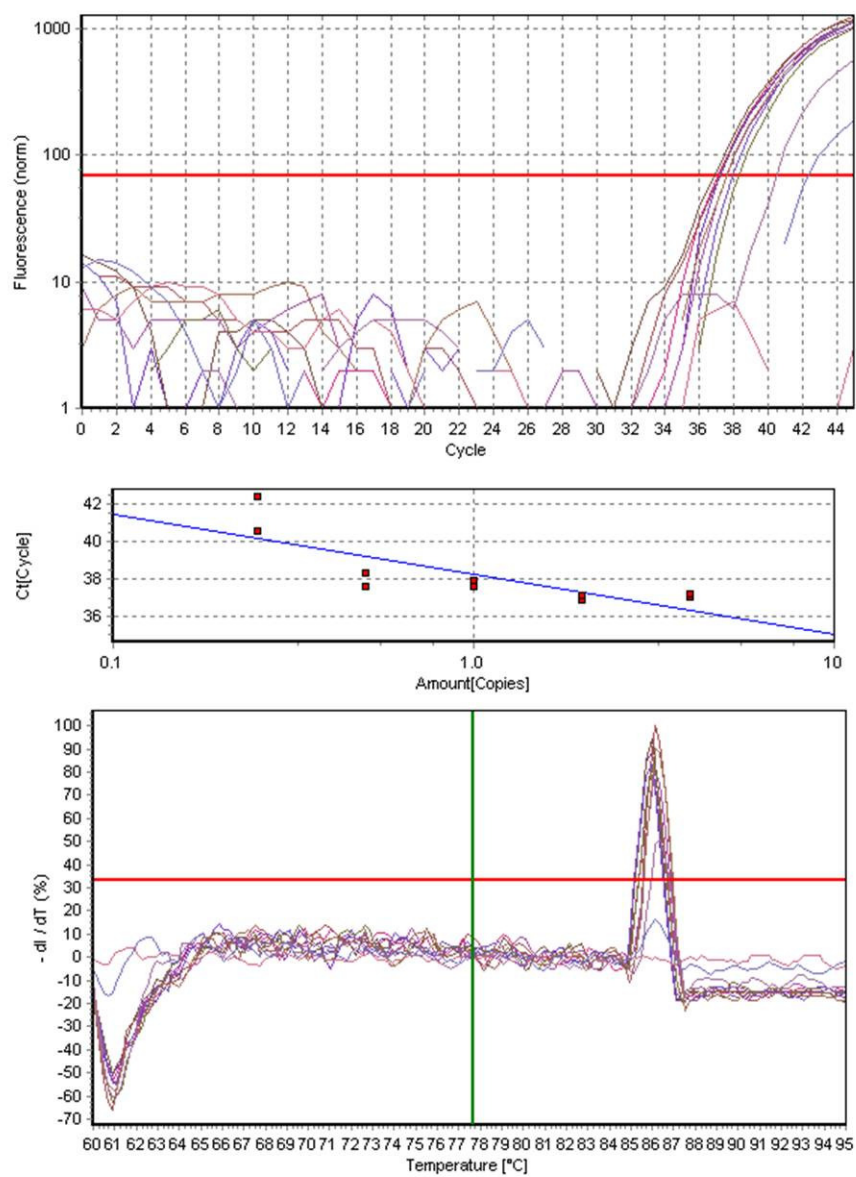 1000
100
10
1
Fluorescence (norm)
0 2 4 6 8 10 12 14 16 18 20 22 24 26 28 30 32 34 36 38 40 42 44
Cycle
42
40
38
36
Ct[Cycle]
0.1 1.0 10
Amount[Copies]
100
90
80
70
60
50
40
30
20
10
0
-10
-20
-30
-40
-50
-60
-70
- dI / dT (%)
60 61 62 63 64 65 66 67 68 69 70 71 72 73 74 75 76 77 78 79 80 81 82 83 84 85 86 87 88 89 90 91 92 93 94 95
Temperature [°C]